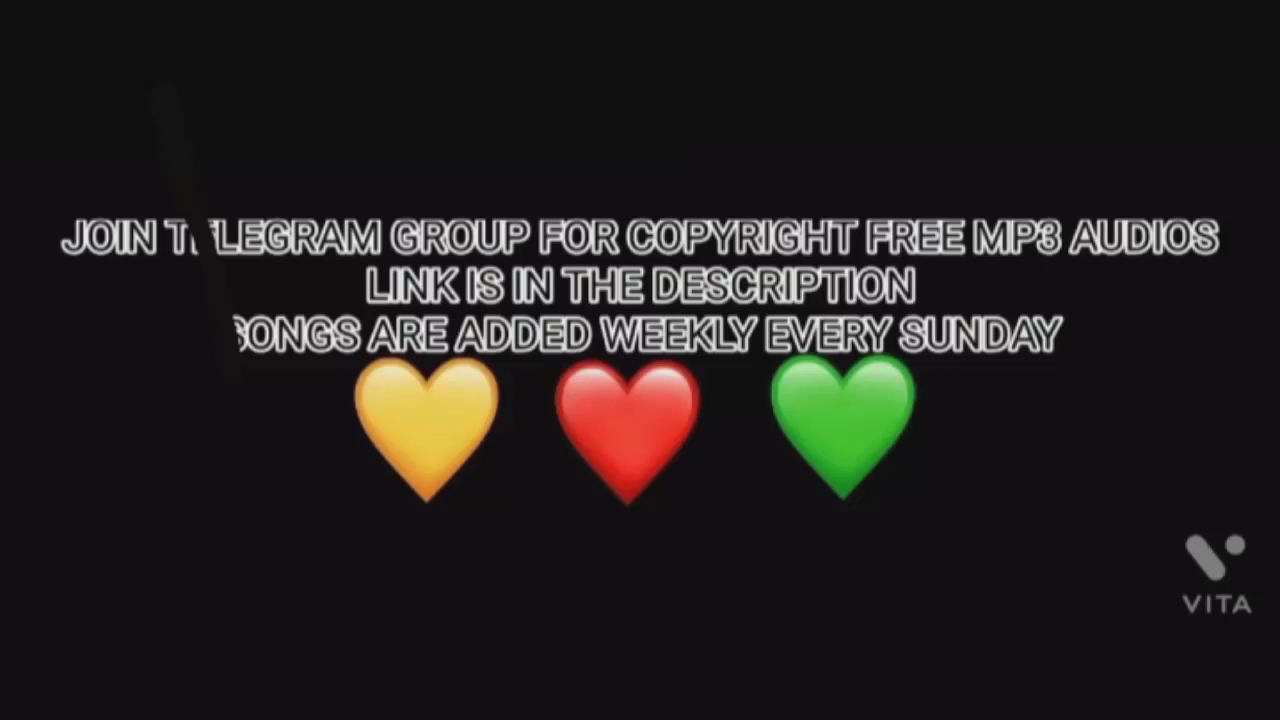 JOIN TELEGRAM GROUP FOR COPYRIGHT FREE MP3 AUDIOS
LINK IS IN THE DESCRIPTION
SONGS ARE ADDED WEEKLY EVERY SUNDAY
VITA